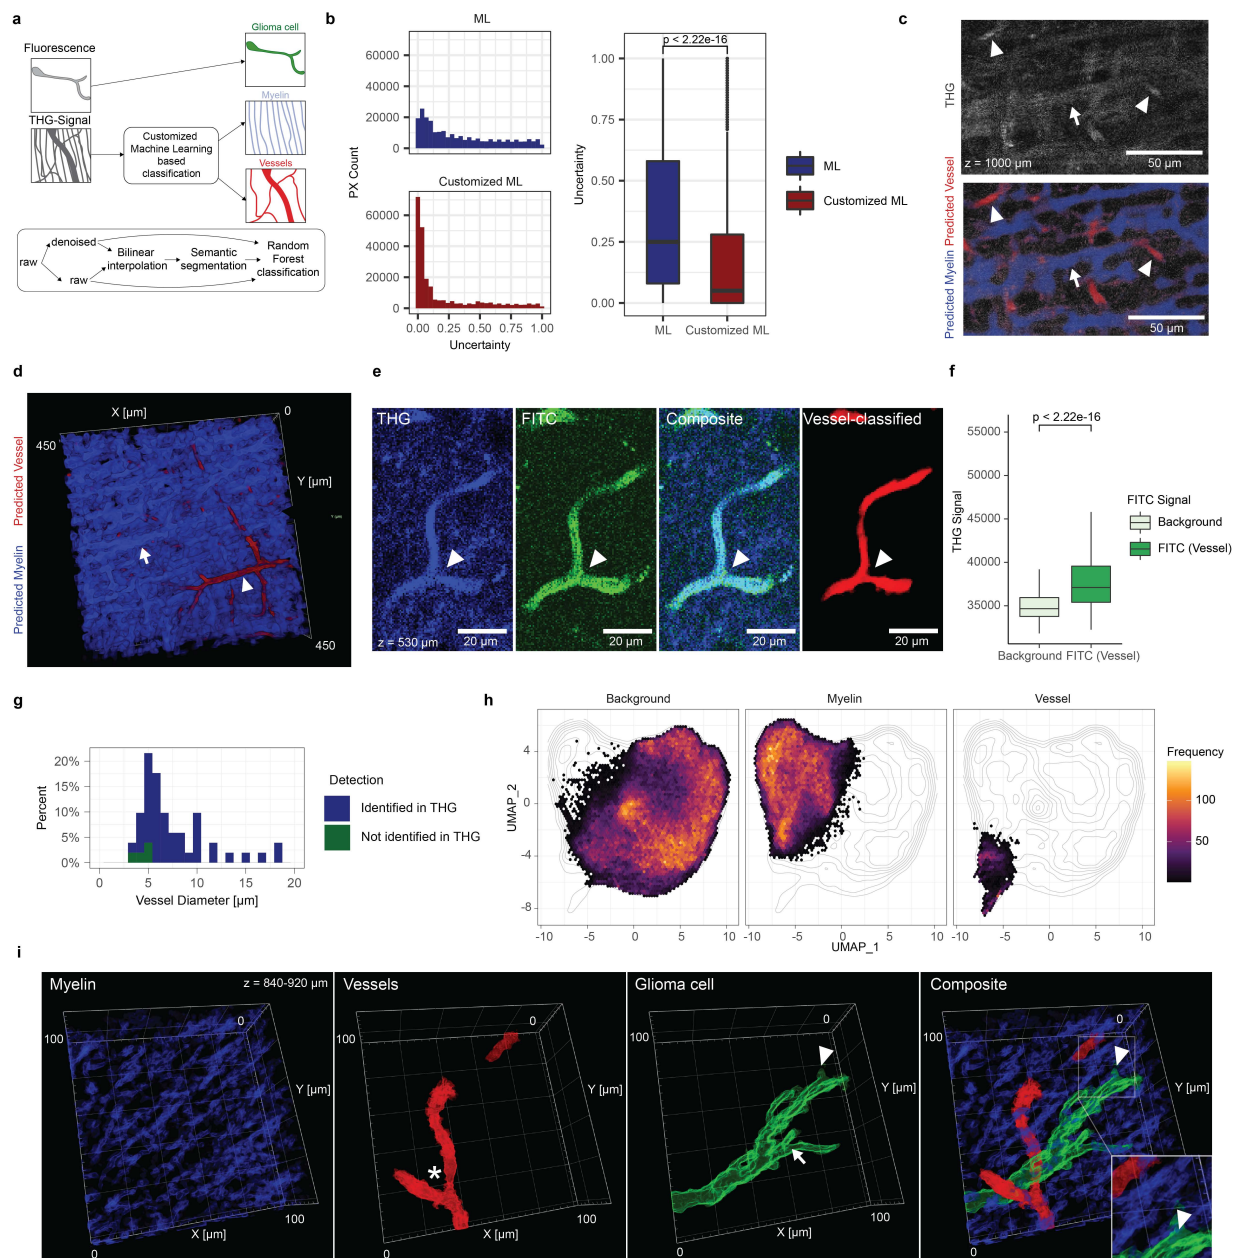 a
Fluorescence
THG-Signal
Customized
Machine Learning
based
classification
Glioma cell
Myelin
Vessels
raw
denoised
raw
Bilinear
interpolation
Semantic
segmentation
Random
Forest
classification
b
ML
60000
40000
20000
0
Customized ML
60000
40000
20000
0
PX Count
0.00 0.25 0.50 0.75 1.00
Uncertainty
p < 2.22e-16
1.00
0.75
0.50
0.25
0.00
Uncertainty
ML Customized ML
ML
Customized ML
c
THG
z = 1000 µm
50 µm
Predicted Myelin Predicted Vessel
50 µm
d
Predicted Myelin Predicted Vessel
X [µm]
0
450
Y [µm]
Y [µm]
450
e
THG
FITC
Composite
Vessel-classified
z = 530 µm
20 µm
20 µm
20 µm
20 µm
f
p < 2.22e-16
55000
50000
45000
40000
35000
THG Signal
Background FITC (Vessel)
FITC Signal
Background
FITC (Vessel)
g
20%
15%
10%
5%
0%
Percent
0 5 10 15 20
Vessel Diameter [µm]
Detection
Identified in THG
Not identified in THG
h
Background
Myelin
Vessel
4
0
-4
-8
UMAP_2
-10 -5 0 5 10
-10 -5 0 5 10
-10 -5 0 5 10
UMAP_1
Frequency
100
50
i
Myelin
z = 840-920 µm
100
0
Y [µm]
X [µm]
100
0
Vessels
100
0
Y [µm]
*
X [µm]
100
0
Glioma cell
100
0
Y [µm]
X [µm]
100
0
Composite
100
0
Y [µm]
X [µm]
0